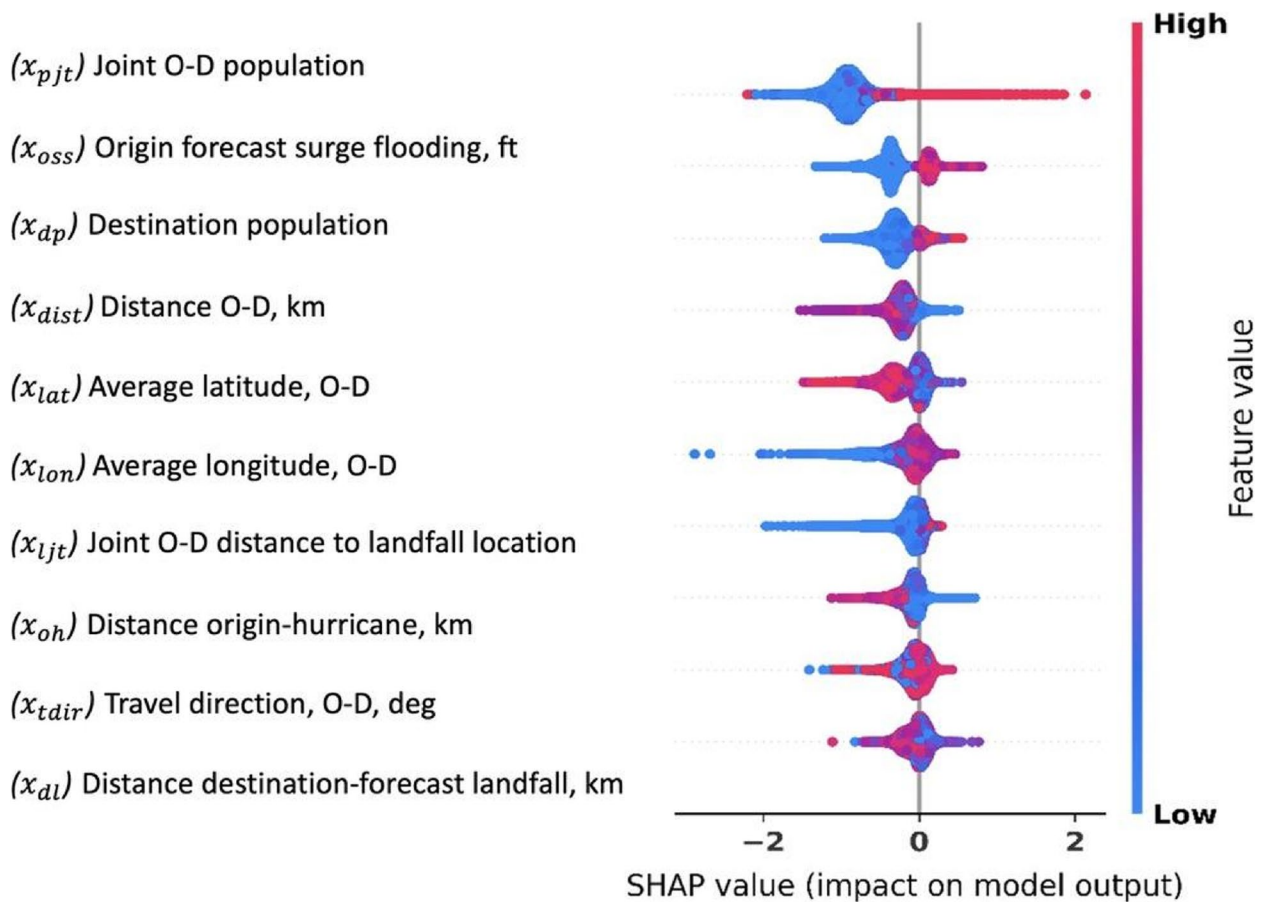 High
(x_pjt) Joint O-D population
(x_oss) Origin forecast surge flooding, ft
(x_dp) Destination population
(x_dist) Distance O-D, km
(x_lat) Average latitude, O-D
(x_lon) Average longitude, O-D
(x_ljt) Joint O-D distance to landfall location
(x_oh) Distance origin-hurricane, km
(x_tdir) Travel direction, O-D, deg
(x_dl) Distance destination-forecast landfall, km
Feature value
Low
−2 0 2
SHAP value (impact on model output)